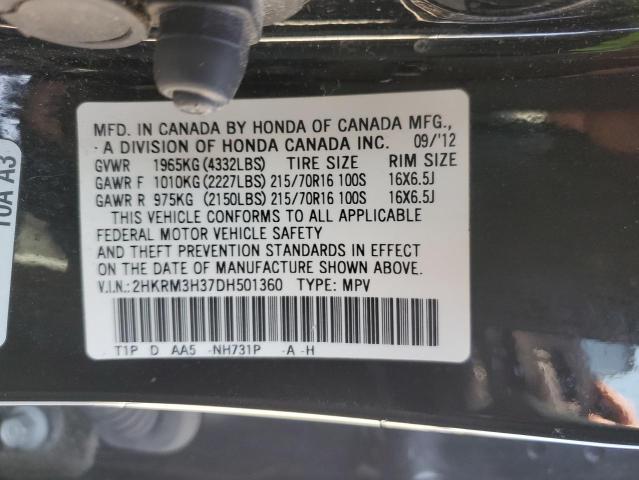 MFD. IN CANADA BY HONDA OF CANADA MFG.,
A DIVISION OF HONDA CANADA INC. 09/'12
GVWR 1965KG (4332LBS) TIRE SIZE RIM SIZE
GAWR F 1010KG (2227LBS) 215/70R16 100S 16X6.5J
GAWR R 975KG (2150LBS) 215/70R16 100S 16X6.5J
THIS VEHICLE CONFORMS TO ALL APPLICABLE
FEDERAL MOTOR VEHICLE SAFETY
AND THEFT PREVENTION STANDARDS IN EFFECT
ON THE DATE OF MANUFACTURE SHOWN ABOVE.
V.I.N.:2HKRM3H37DH501360 TYPE: MPV
T1P D AA5 -NH731P -A -H
10A A3